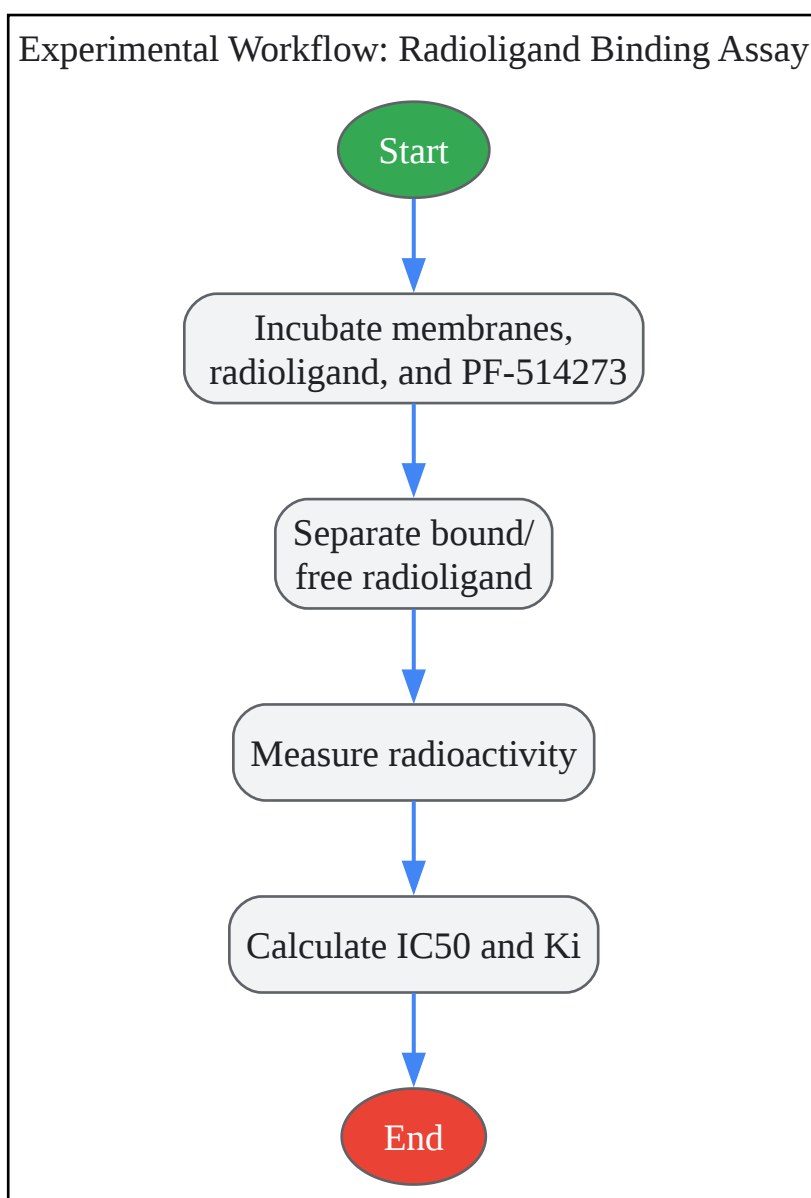 Experimental Workflow: Radioligand Binding Assay
Start
Incubate membranes,
radioligand, and PF-514273
Separate bound/
free radioligand
Measure radioactivity
Calculate IC50 and Ki
End